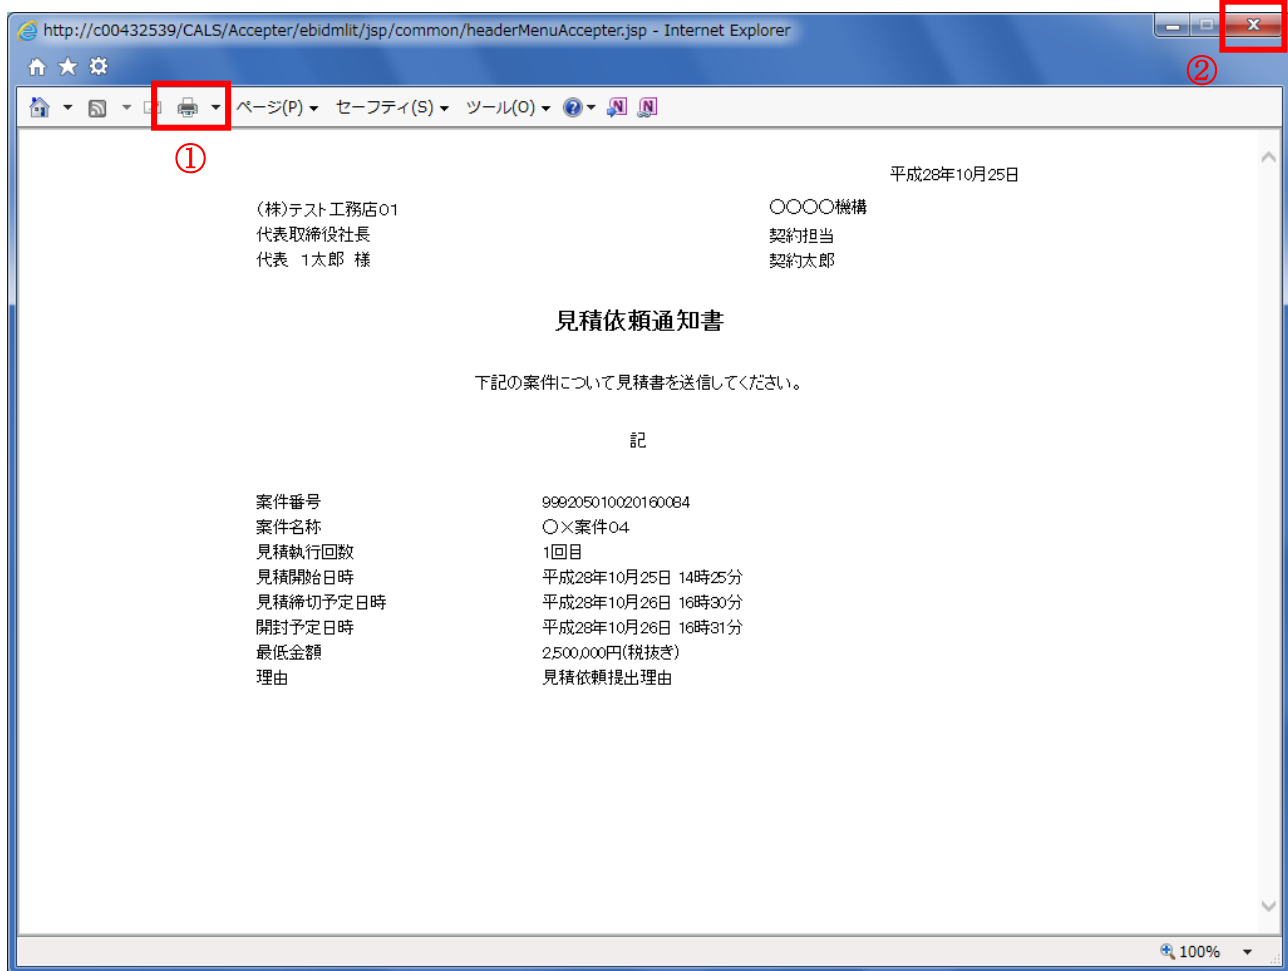 http://c00432539/CALS/Accepter/ebidmlit/jsp/common/headerMenuAccepter.jsp - Internet Explorer
②
ページ(P) セーフティ(S) ツール(O)
①
平成28年10月25日
(株)テスト工務店01
〇〇〇〇機構
代表取締役社長
契約担当
代表 1太郎 様
契約太郎
見積依頼通知書
下記の案件について見積書を送信してください。
記
案件番号 999205010020160084
案件名称 〇×案件04
見積執行回数 1回目
見積開始日時 平成28年10月25日 14時25分
見積締切予定日時 平成28年10月26日 16時30分
開封予定日時 平成28年10月26日 16時31分
最低金額 2,500,000円(税抜き)
理由 見積依頼提出理由
100%